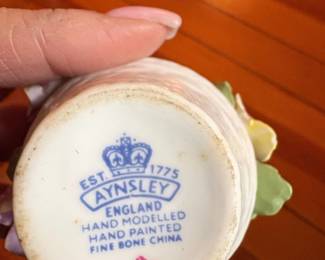 EST. 1775
AYNSLEY
ENGLAND
HAND MODELLED
HAND PAINTED
FINE BONE CHINA